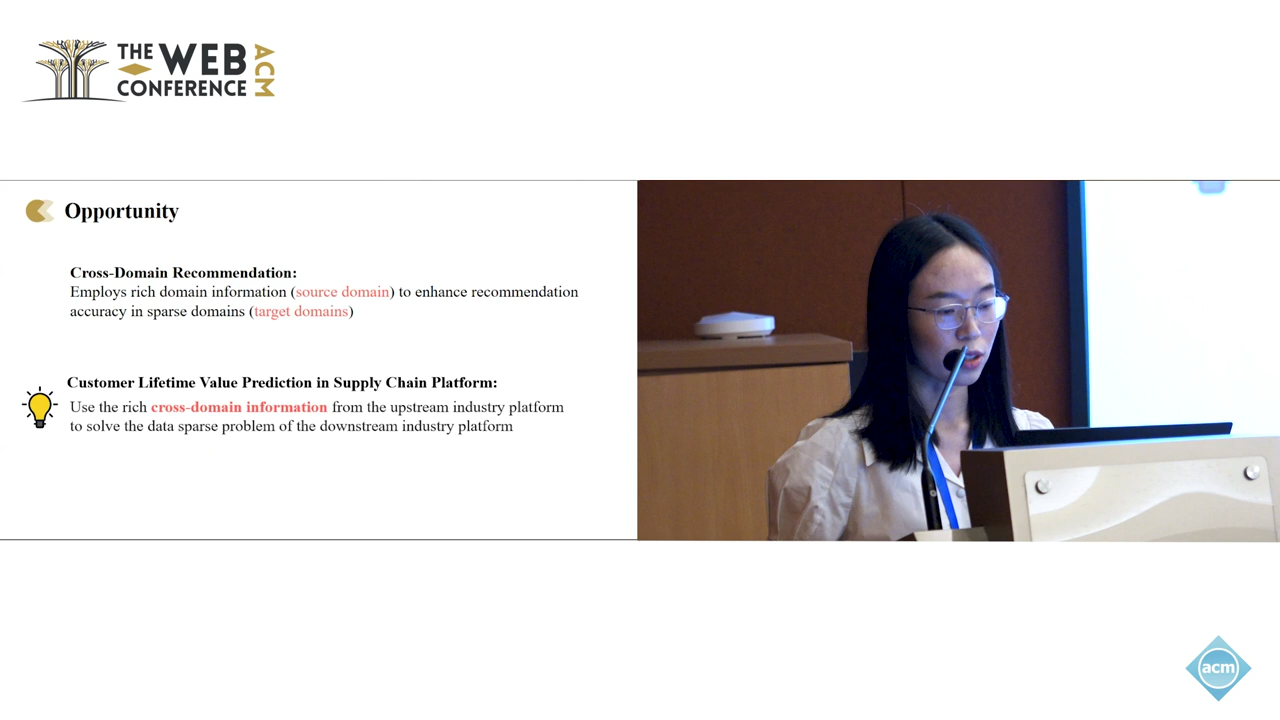 THE WEB
CONFERENCE
ACM
Opportunity
Cross-Domain Recommendation:
Employs rich domain information (source domain) to enhance recommendation
accuracy in sparse domains (target domains)
Customer Lifetime Value Prediction in Supply Chain Platform:
Use the rich cross-domain information from the upstream industry platform
to solve the data sparse problem of the downstream industry platform
acm